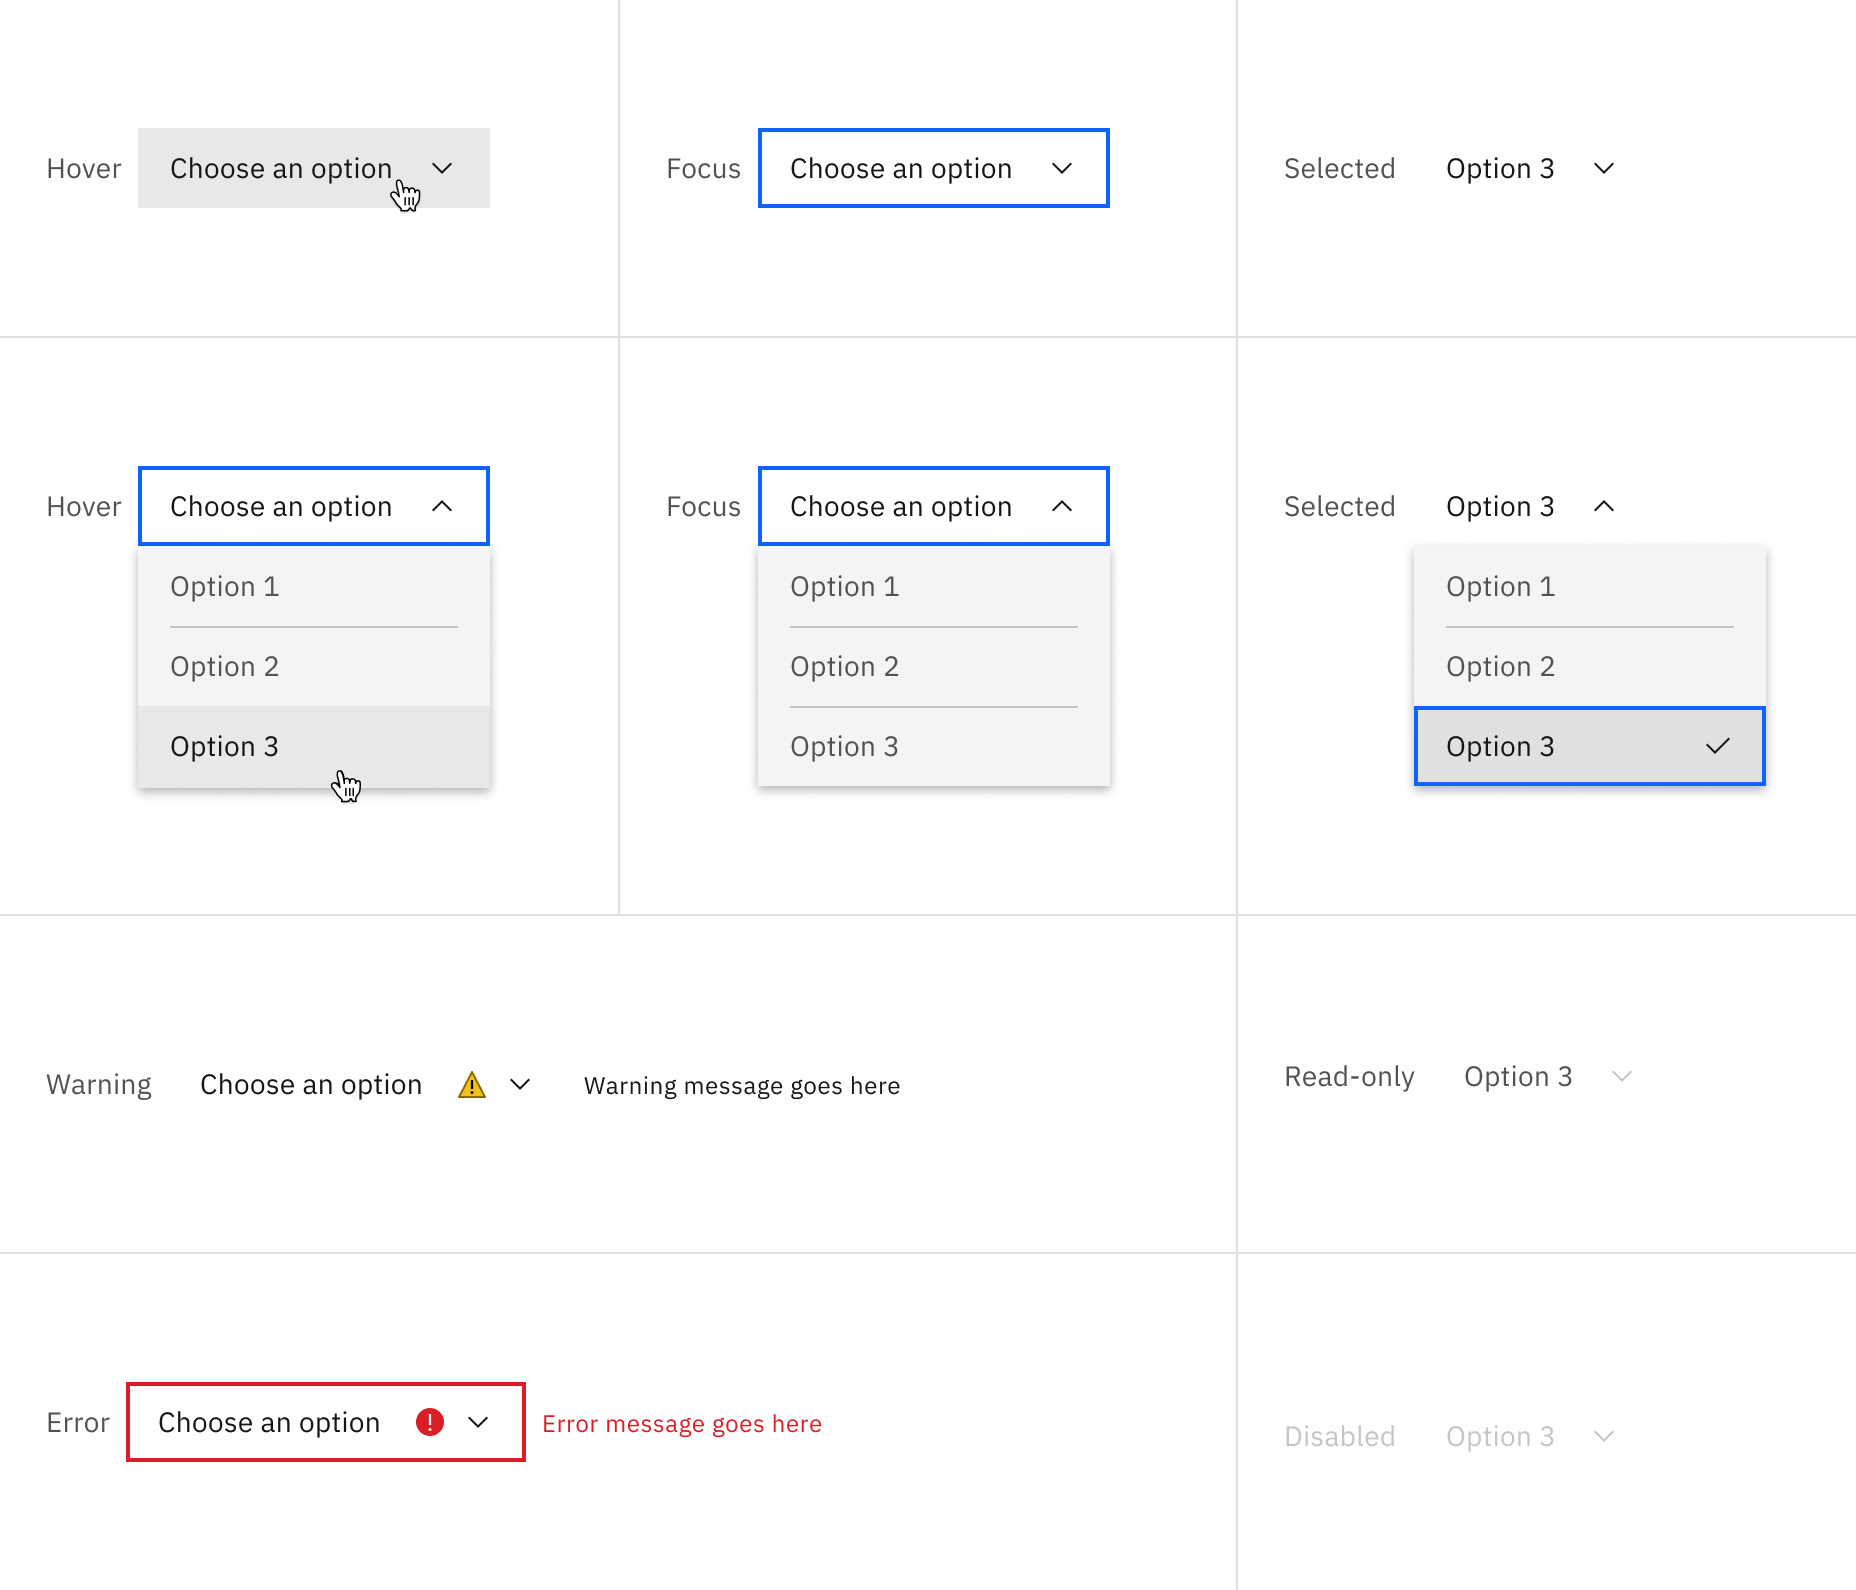 Hover Choose an option
Focus Choose an option
Selected Option 3
Hover Choose an option
Option 1
Option 2
Option 3
Focus Choose an option
Option 1
Option 2
Option 3
Selected Option 3
Option 1
Option 2
Option 3
Warning Choose an option Warning message goes here
Read-only Option 3
Error Choose an option Error message goes here
Disabled Option 3